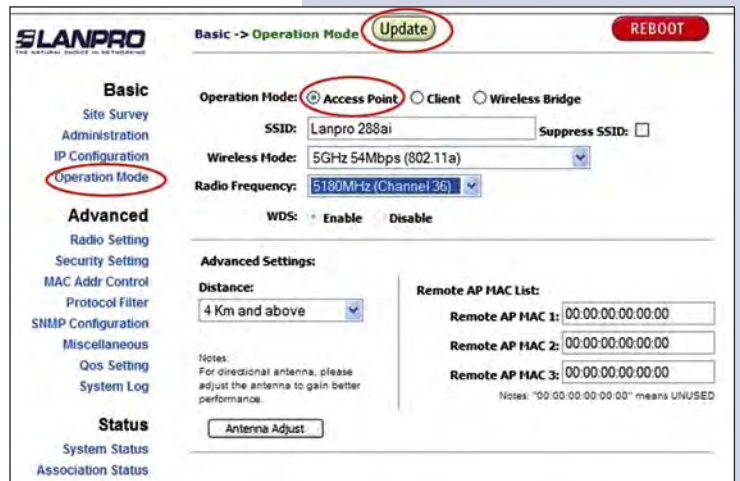 LANPRO
THE NATURAL CHOICE IN NETWORKING
Basic -> Operation Mode
Update
REBOOT
Basic
Site Survey
Administration
IP Configuration
Operation Mode
Advanced
Radio Setting
Security Setting
MAC Addr Control
Protocol Filter
SNMP Configuration
Miscellaneous
Qos Setting
System Log
Status
System Status
Association Status
Operation Mode: Access Point Client Wireless Bridge
SSID: Lanpro 288ai Suppress SSID:
Wireless Mode: 5GHz 54Mbps (802.11a)
Radio Frequency: 5180MHz (Channel 36)
WDS: Enable Disable
Advanced Settings:
Distance:
4 Km and above
Notes:
For directional antenna, please
adjust the antenna to gain better
performance.
Antenna Adjust
Remote AP MAC List:
Remote AP MAC 1: 00:00:00:00:00:00
Remote AP MAC 2: 00:00:00:00:00:00
Remote AP MAC 3: 00:00:00:00:00:00
Notes: "00:00:00:00:00:00" means UNUSED